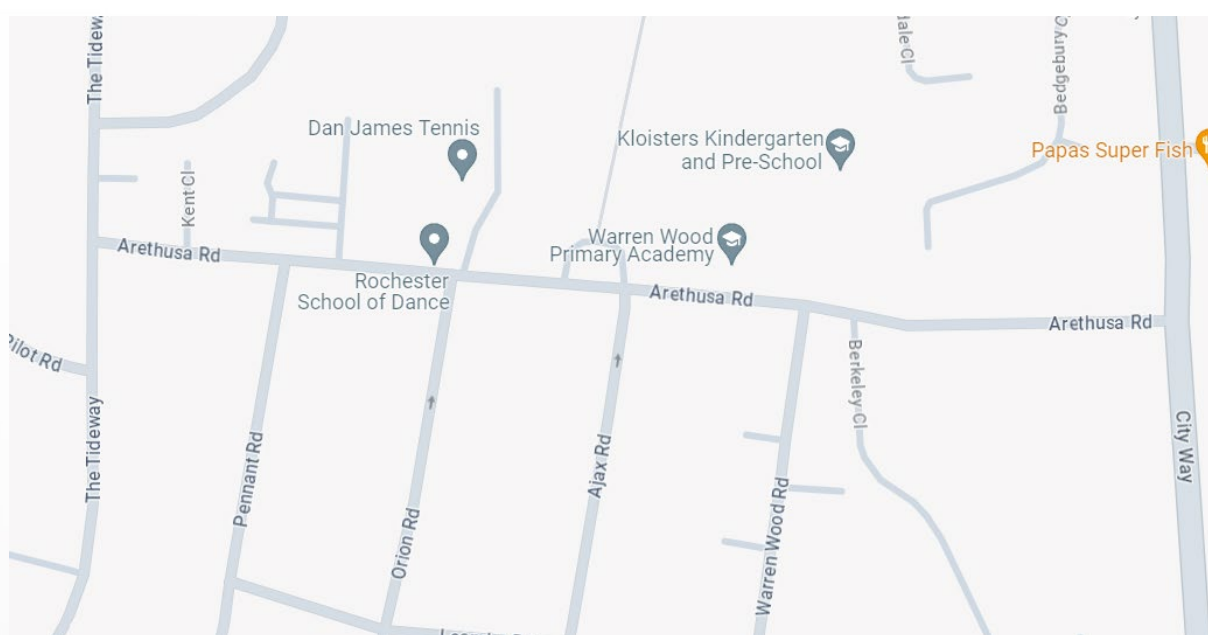 The Tideway
dale Cl
Bedgebury C
Dan James Tennis
Kloisters Kindergarten
and Pre-School
Papas Super Fish
Kent Cl
Arethusa Rd
Warren Wood
Primary Academy
Rochester
School of Dance
Arethusa Rd
Arethusa Rd
Pilot Rd
Berkeley Cl
The Tideway
Pennant Rd
Orion Rd
Ajax Rd
Warren Wood Rd
City Way